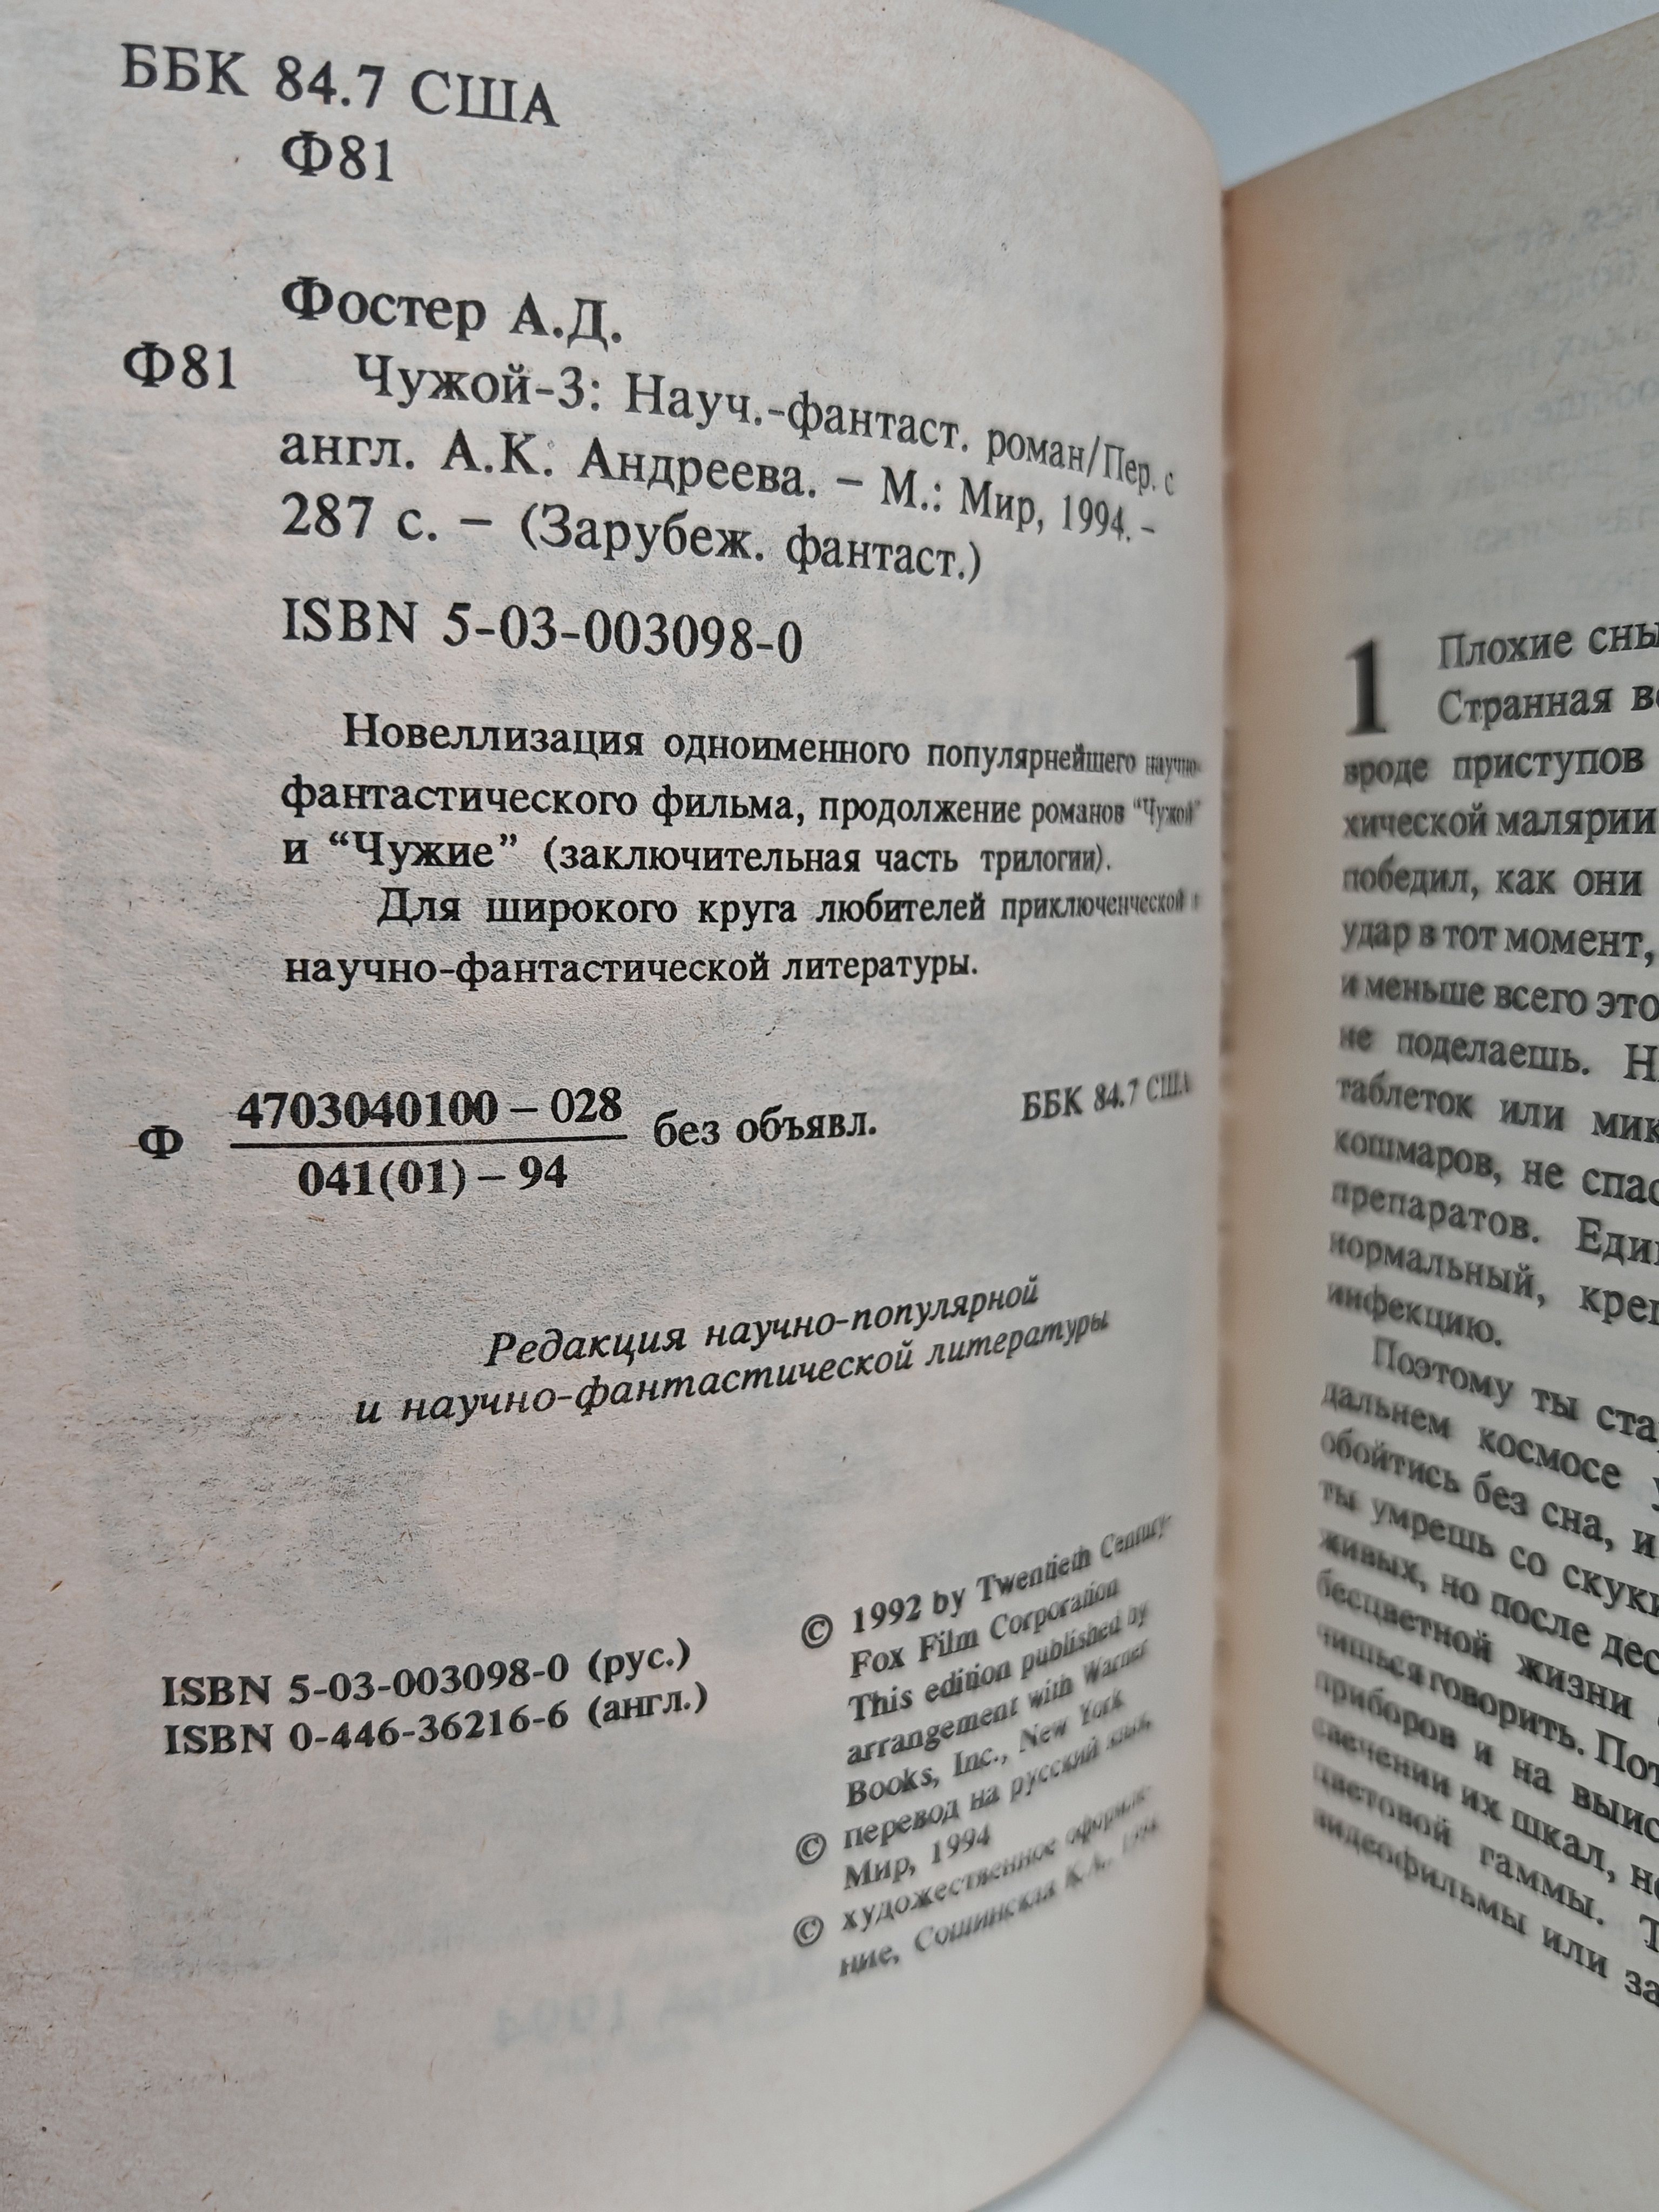 ББК 84.7 США
Ф81
Фостер А.Д.
Ф81 Чужой-3: Науч.-фантаст. роман/Пер. с
англ. А.К. Андреева. – М.: Мир, 1994. –
287 с. – (Зарубеж. фантаст.)
ISBN 5-03-003098-0
Новеллизация одноименного популярнейшего научно-
фантастического фильма, продолжение романов “Чужой”
и “Чужие” (заключительная часть трилогии).
Для широкого круга любителей приключенческой и
научно-фантастической литературы.
Ф 4703040100 – 028 без объявл. ББК 84.7 США
041(01) – 94
Редакция научно-популярной
и научно-фантастической литературы
ISBN 5-03-003098-0 (рус.)
ISBN 0-446-36216-6 (англ.)
© 1992 by Twentieth Century-
Fox Film Corporation
This edition published by
arrangement with Warner
Books, Inc., New York
© перевод на русский язык,
Мир, 1994
© художественное оформле-
ние, Сошинская К.А., 1994
1 Плохие сны
Странная
вроде приступов
хической малярии
победил, как они
удар в тот момент,
и меньше всего
не поделаешь.
таблеток или
кошмаров, не
препаратов.
нормальный,
инфекцию.
Поэтому ты
дальнем космосе
обойтись без сна,
ты умрешь со
живых, но после
бесцветной жизни
чишься говорить.
приборов и на
свечении их шкал,
цветовой гаммы.
видеофильмы или